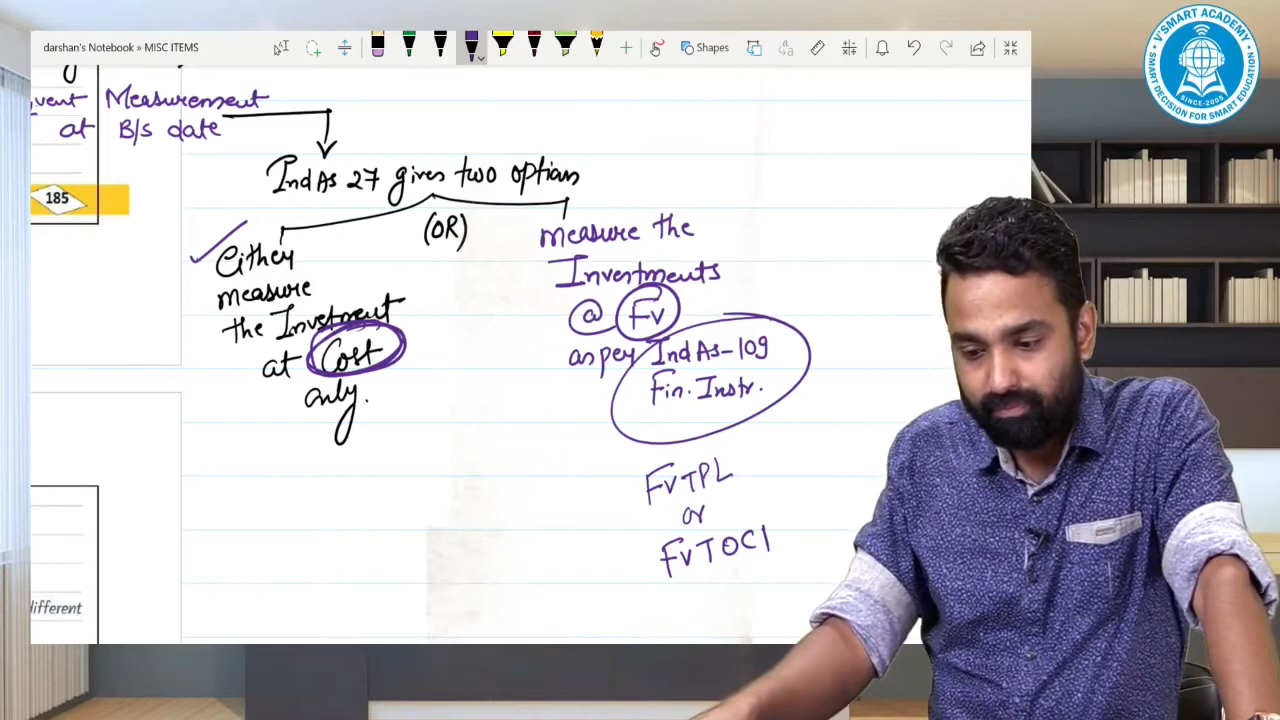 darshan's Notebook » MISC ITEMS
Shapes
V'SMART ACADEMY
SMART DECISION FOR SMART EDUCATION
SINCE-2005
Measurement
at B/s date
185
Ind As 27 gives two options
(OR)
Either
measure
the Investment
at Cost
only.
measure the
Investments
@ FV
as per Ind As-109
Fin. Instr.
FVTPL
or
FVTOCI
different